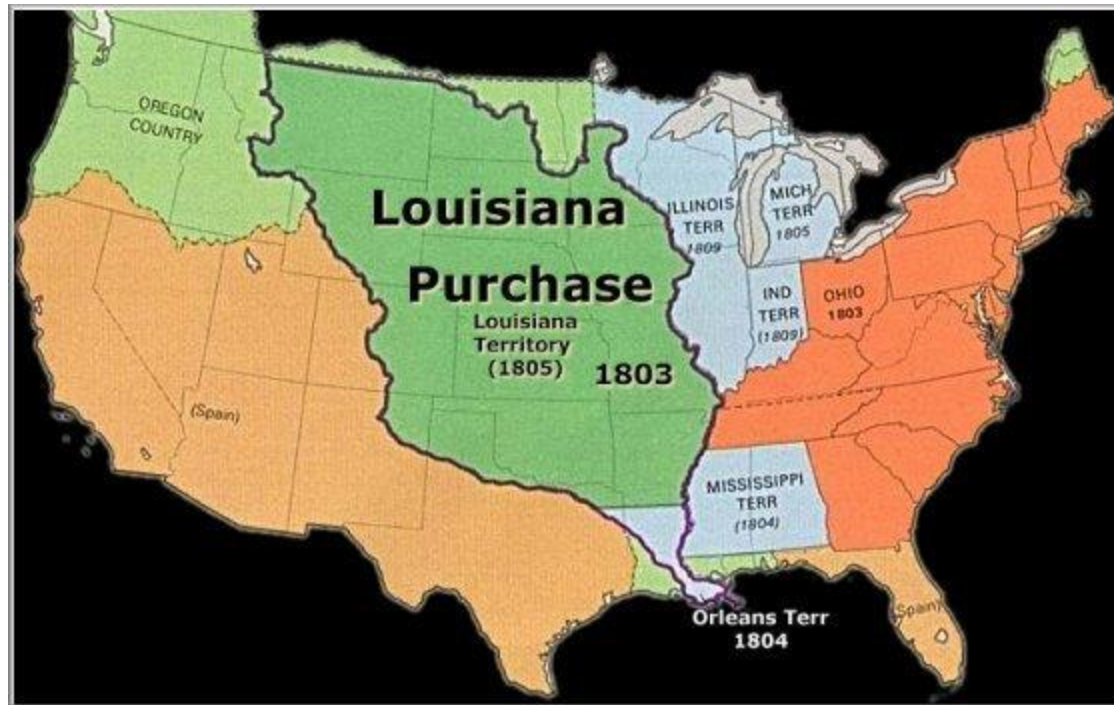 OREGON
COUNTRY
Louisiana
Purchase
Louisiana
Territory
(1805)
1803
ILLINOIS
TERR
1809
MICH
TERR
1805
IND
TERR
(1809)
OHIO
1803
(Spain)
MISSISSIPPI
TERR
(1804)
(Spain)
Orleans Terr
1804